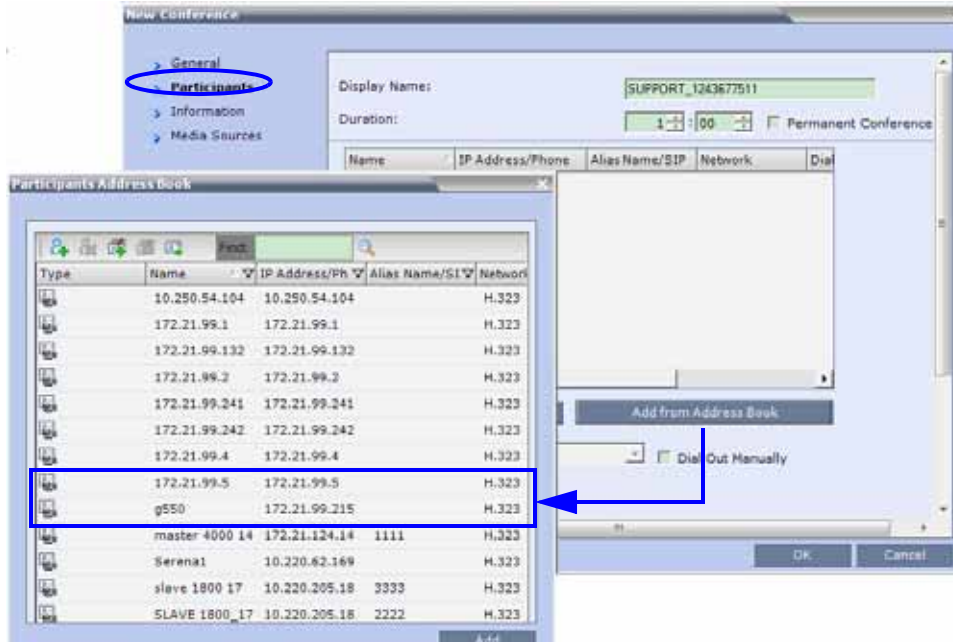 New Conference
General
Participants
Information
Media Sources
Display Name:
SUPPORT_1243677511
Duration:
1 : 00
Permanent Conference
Name IP Address/Phone Alias Name/SIP Network Dial
Add from Address Book
Dial Out Manually
OK Cancel
Participants Address Book
Find:
Type Name IP Address/Ph Alias Name/SI Network
10.250.54.104 10.250.54.104 H.323
172.21.99.1 172.21.99.1 H.323
172.21.99.132 172.21.99.132 H.323
172.21.99.2 172.21.99.2 H.323
172.21.99.241 172.21.99.241 H.323
172.21.99.242 172.21.99.242 H.323
172.21.99.4 172.21.99.4 H.323
172.21.99.5 172.21.99.5 H.323
g550 172.21.99.215 H.323
master 4000 14 172.21.124.14 1111 H.323
Serena1 10.220.62.169 H.323
slave 1800 17 10.220.205.18 3333 H.323
SLAVE 1800_17 10.220.205.18 2222 H.323
Add